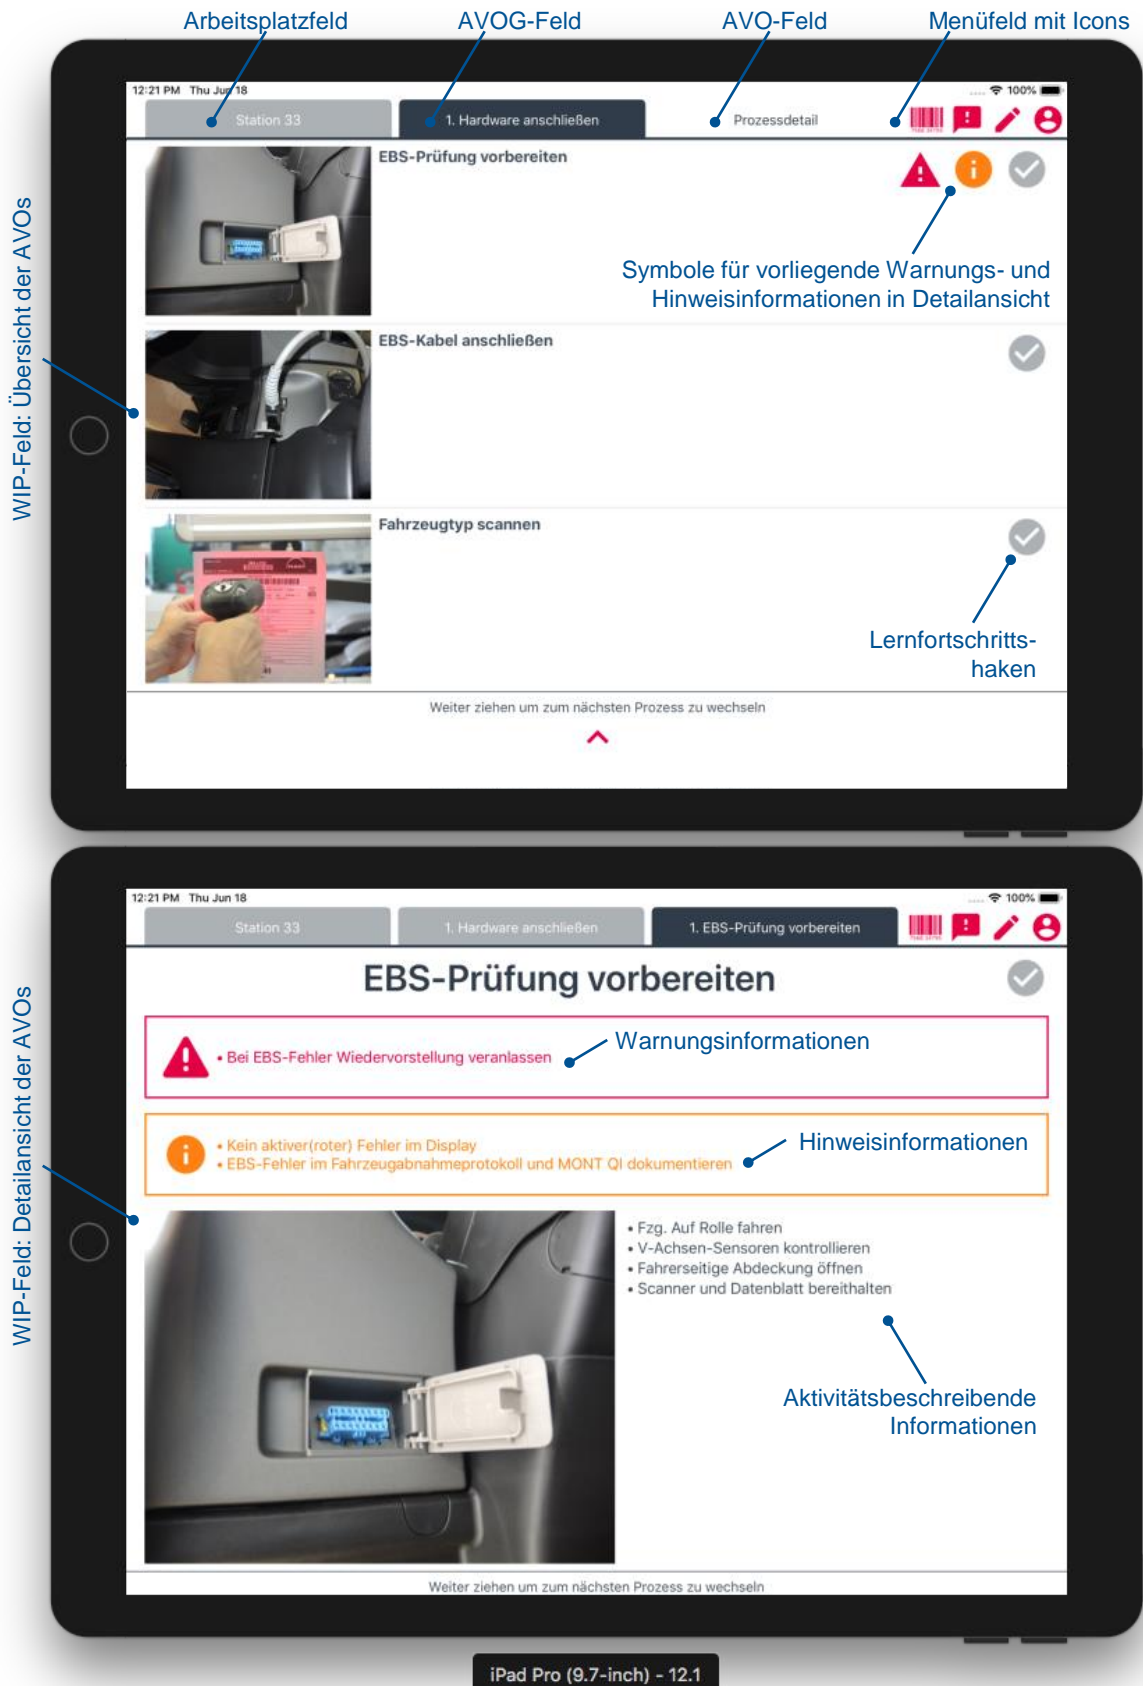 Arbeitsplatzfeld
AVOG-Feld
AVO-Feld
Menüfeld mit Icons
12:21 PM Thu Jun 18
100%
Station 33
1. Hardware anschließen
Prozessdetail
EBS-Prüfung vorbereiten
Symbole für vorliegende Warnungs- und
Hinweisinformationen in Detailansicht
WIP-Feld: Übersicht der AVOs
EBS-Kabel anschließen
Fahrzeugtyp scannen
Lernfortschritts-
haken
Weiter ziehen um zum nächsten Prozess zu wechseln
12:21 PM Thu Jun 18
100%
Station 33
1. Hardware anschließen
1. EBS-Prüfung vorbereiten
EBS-Prüfung vorbereiten
• Bei EBS-Fehler Wiedervorstellung veranlassen
Warnungsinformationen
• Kein aktiver(roter) Fehler im Display
• EBS-Fehler im Fahrzeugabnahmeprotokoll und MONT QI dokumentieren
Hinweisinformationen
WIP-Feld: Detailansicht der AVOs
• Fzg. Auf Rolle fahren
• V-Achsen-Sensoren kontrollieren
• Fahrerseitige Abdeckung öffnen
• Scanner und Datenblatt bereithalten
Aktivitätsbeschreibende
Informationen
Weiter ziehen um zum nächsten Prozess zu wechseln
iPad Pro (9.7-inch) - 12.1